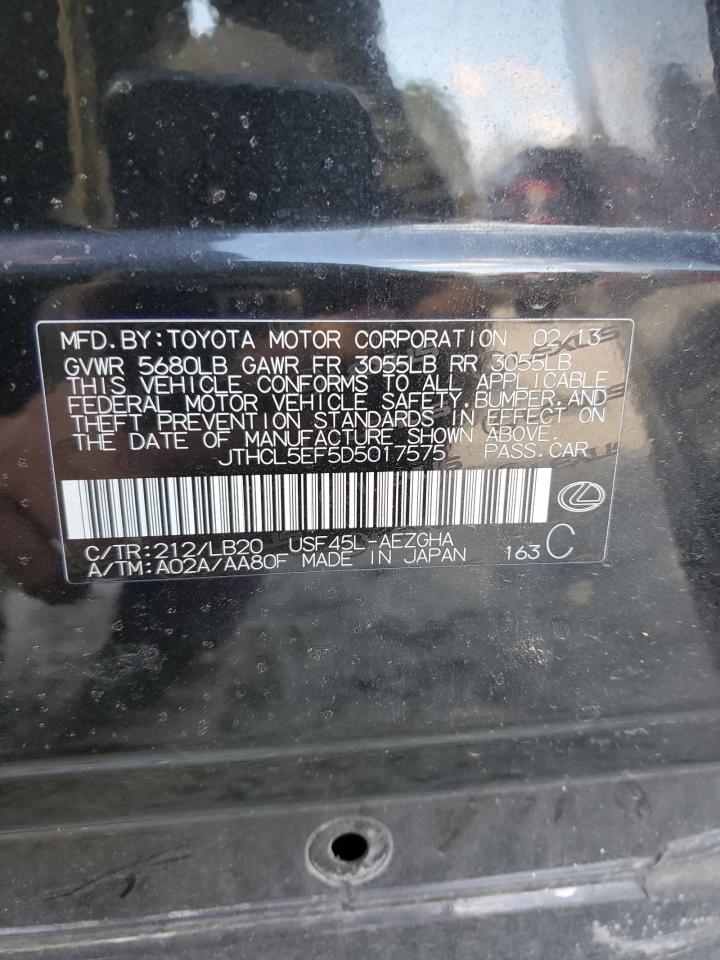 MFD.BY:TOYOTA MOTOR CORPORATION 02/13
GVWR 5680LB GAWR FR 3055LB RR 3055LB
THIS VEHICLE CONFORMS TO ALL APPLICABLE
FEDERAL MOTOR VEHICLE SAFETY,BUMPER,AND
THEFT PREVENTION STANDARDS IN EFFECT ON
THE DATE OF MANUFACTURE SHOWN ABOVE.
JTHCL5EF5D5017575 PASS.CAR
C/TR:212/LB20 USF45L-AEZGHA
A/TM:A02A/AA80F MADE IN JAPAN 163 C